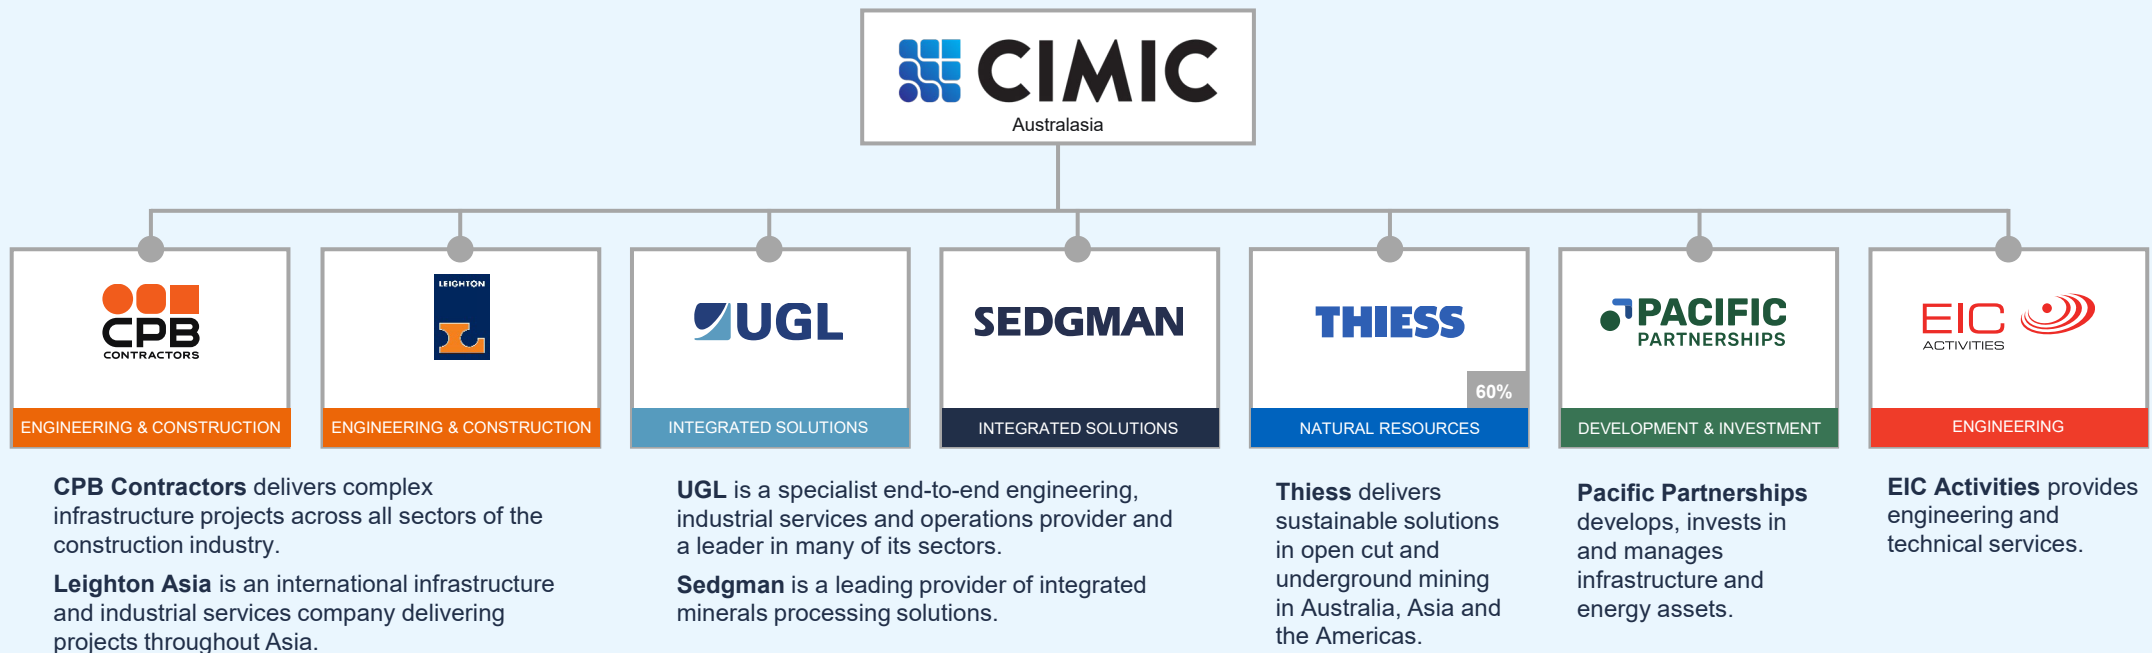 CIMIC
Australasia
CPB
CONTRACTORS
ENGINEERING & CONSTRUCTION
LEIGHTON
L
ENGINEERING & CONSTRUCTION
UGL
INTEGRATED SOLUTIONS
SEDGMAN
INTEGRATED SOLUTIONS
THIESS
60%
NATURAL RESOURCES
PACIFIC
PARTNERSHIPS
DEVELOPMENT & INVESTMENT
EIC
ACTIVITIES
ENGINEERING
CPB Contractors delivers complex
infrastructure projects across all sectors of the
construction industry.
Leighton Asia is an international infrastructure
and industrial services company delivering
projects throughout Asia.
UGL is a specialist end-to-end engineering,
industrial services and operations provider and
a leader in many of its sectors.
Sedgman is a leading provider of integrated
minerals processing solutions.
Thiess delivers
sustainable solutions
in open cut and
underground mining
in Australia, Asia and
the Americas.
Pacific Partnerships
develops, invests in
and manages
infrastructure and
energy assets.
EIC Activities provides
engineering and
technical services.